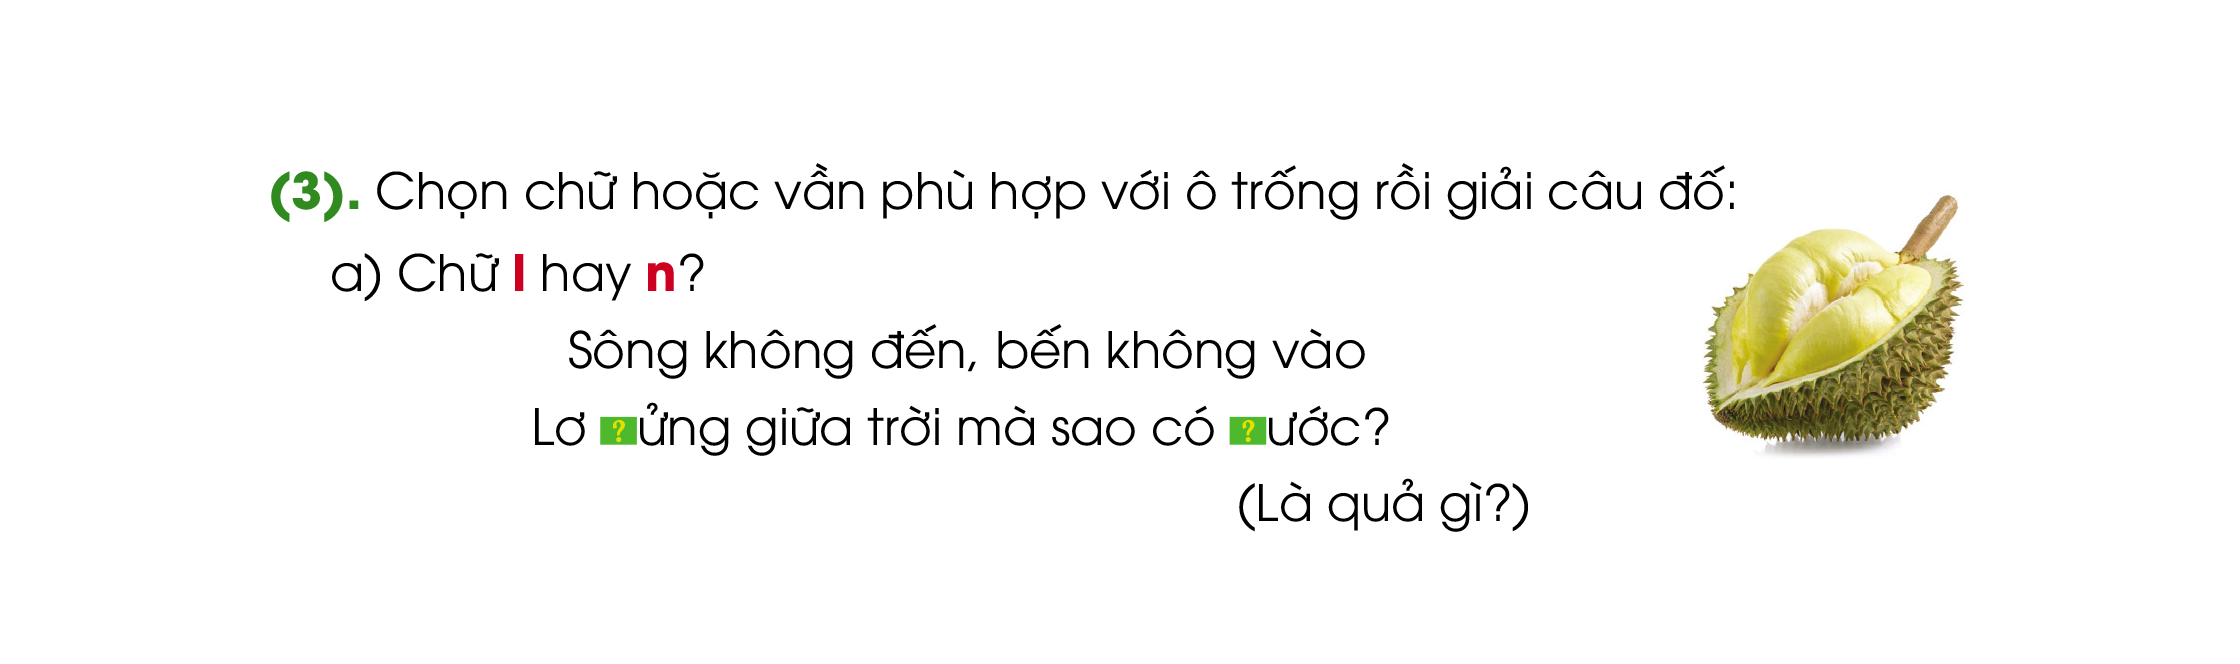 (3). Chọn chữ hoặc vần phù hợp với ô trống rồi giải câu đố:
a) Chữ l hay n?
Sông không đến, bến không vào
Lơ ?ửng giữa trời mà sao có ?ước?
(Là quả gì?)